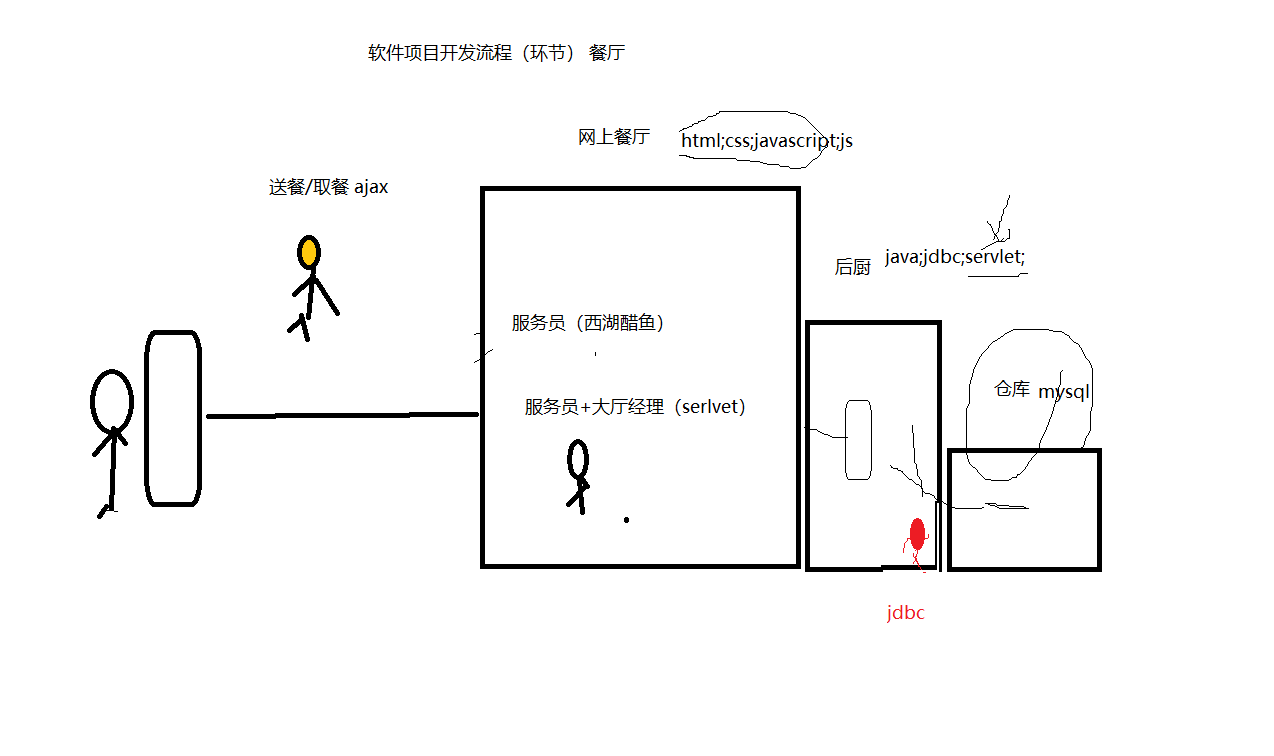 软件项目开发流程（环节） 餐厅
网上餐厅 html;css;javascript;js
送餐/取餐 ajax
后厨 java;jdbc;servlet;
服务员（西湖醋鱼）
仓库 mysql
服务员+大厅经理（serlvet）
jdbc